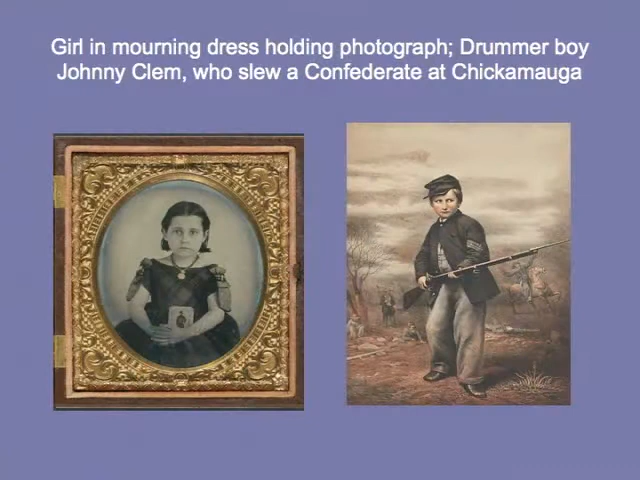 Girl in mourning dress holding photograph; Drummer boy
Johnny Clem, who slew a Confederate at Chickamauga